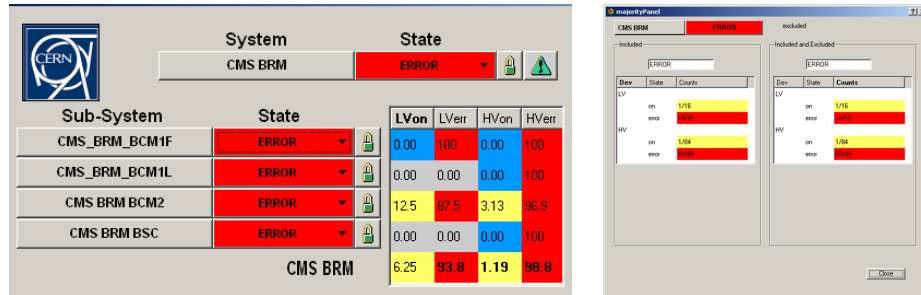 CERN
System State
CMS BRM ERROR
Sub-System State LVon LVerr HVon HVerr
CMS_BRM_BCM1F ERROR 0.00 100 0.00 100
CMS_BRM_BCM1L ERROR 0.00 0.00 0.00 100
CMS BRM BCM2 ERROR 12.5 87.5 3.13 96.9
CMS BRM BSC ERROR 0.00 0.00 0.00 100
CMS BRM 6.25 93.8 1.19 98.8
majorityPanel
CMS BRM ERROR excluded
Included
ERROR
Dev State Counts
LV
on 1/16
error 15/16
HV
on 1/84
error 83/84
Included and Excluded
ERROR
Dev State Counts
LV
on 1/16
error 15/16
HV
on 1/84
error 83/84
Close